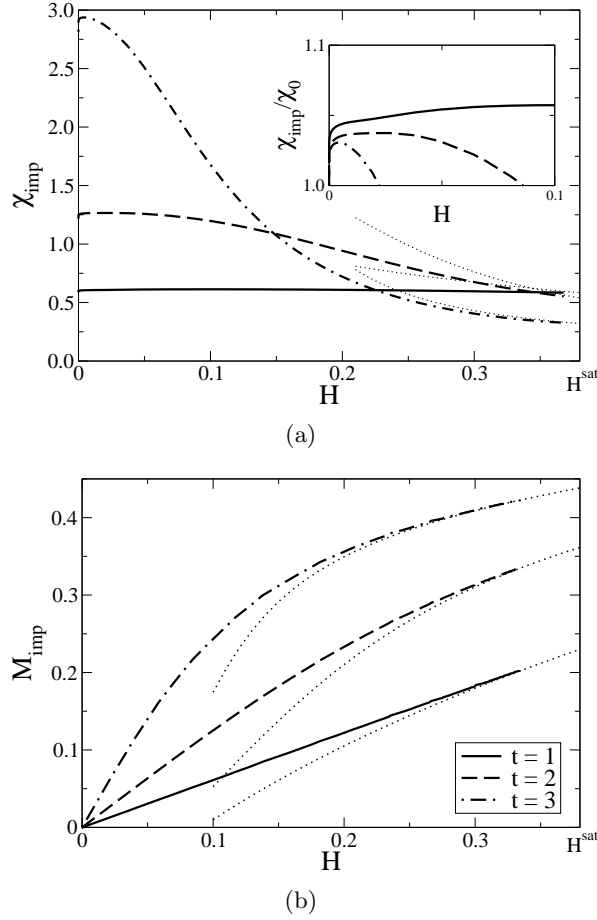 3.0
2.5
2.0
1.5
1.0
0.5
0.0
χ_imp
0
0.1
0.2
0.3
H^sat
H
1.1
1.0
χ_imp/χ_0
0
0.1
H
(a)
0.4
0.3
0.2
0.1
0
M_imp
0
0.1
0.2
0.3
H^sat
H
t = 1
t = 2
t = 3
(b)